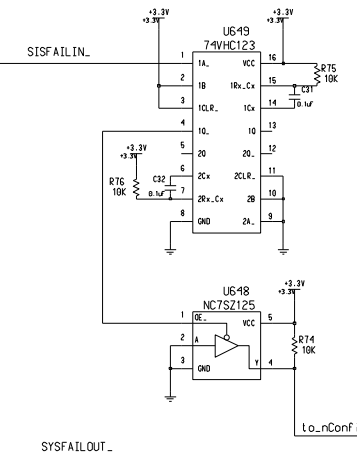 +3.3V
+3.3V
+3.3V
+3.3V
U649
74VHC123
SISFAILIN_
1 1A_ VCC 16
R75
10K
2 1B 1Rx_Cx 15
C31
0.1uF
3 1CLR_ 1Cx 14
4 1Q_ 1Q 13
+3.3V
+3.3V
5 2Q 2Q_ 12
6 2Cx 2CLR_ 11
R76
10K
C32
0.1uF
7 2Rx_Cx 2B 10
8 GND 2A_ 9
+3.3V
+3.3V
U648
NC7SZ125
1 OE_ VCC 5
R74
10K
2 A
3 GND Y 4
to_nConfi
SYSFAILOUT_